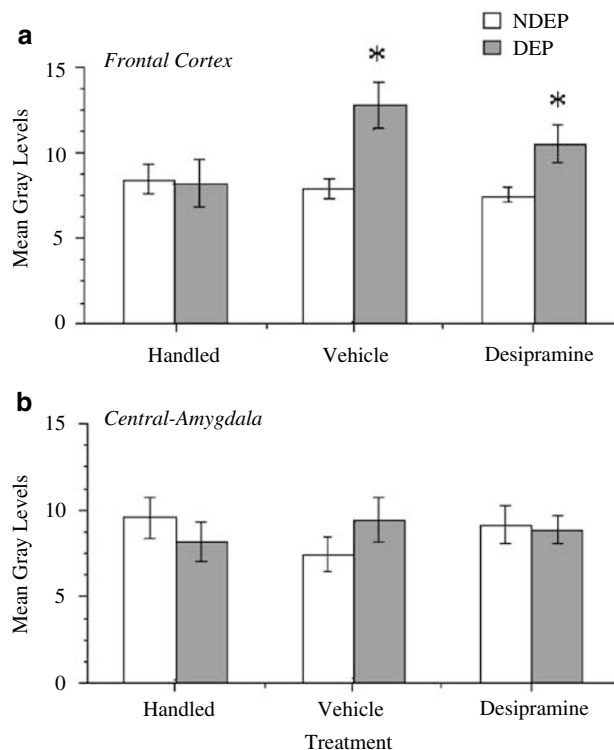 NDEP
DEP
a
Frontal Cortex
*
*
15
10
5
0
Mean Gray Levels
Handled Vehicle Desipramine
b
Central-Amygdala
15
10
5
0
Mean Gray Levels
Handled Vehicle Desipramine
Treatment